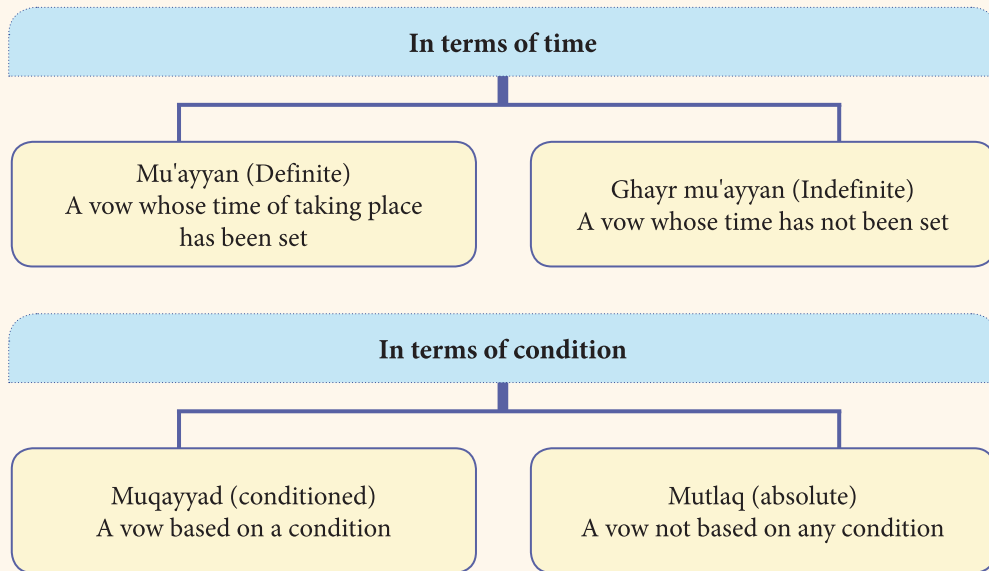 In terms of time
Mu'ayyan (Definite)
A vow whose time of taking place
has been set
Ghayr mu'ayyan (Indefinite)
A vow whose time has not been set
In terms of condition
Muqayyad (conditioned)
A vow based on a condition
Mutlaq (absolute)
A vow not based on any condition